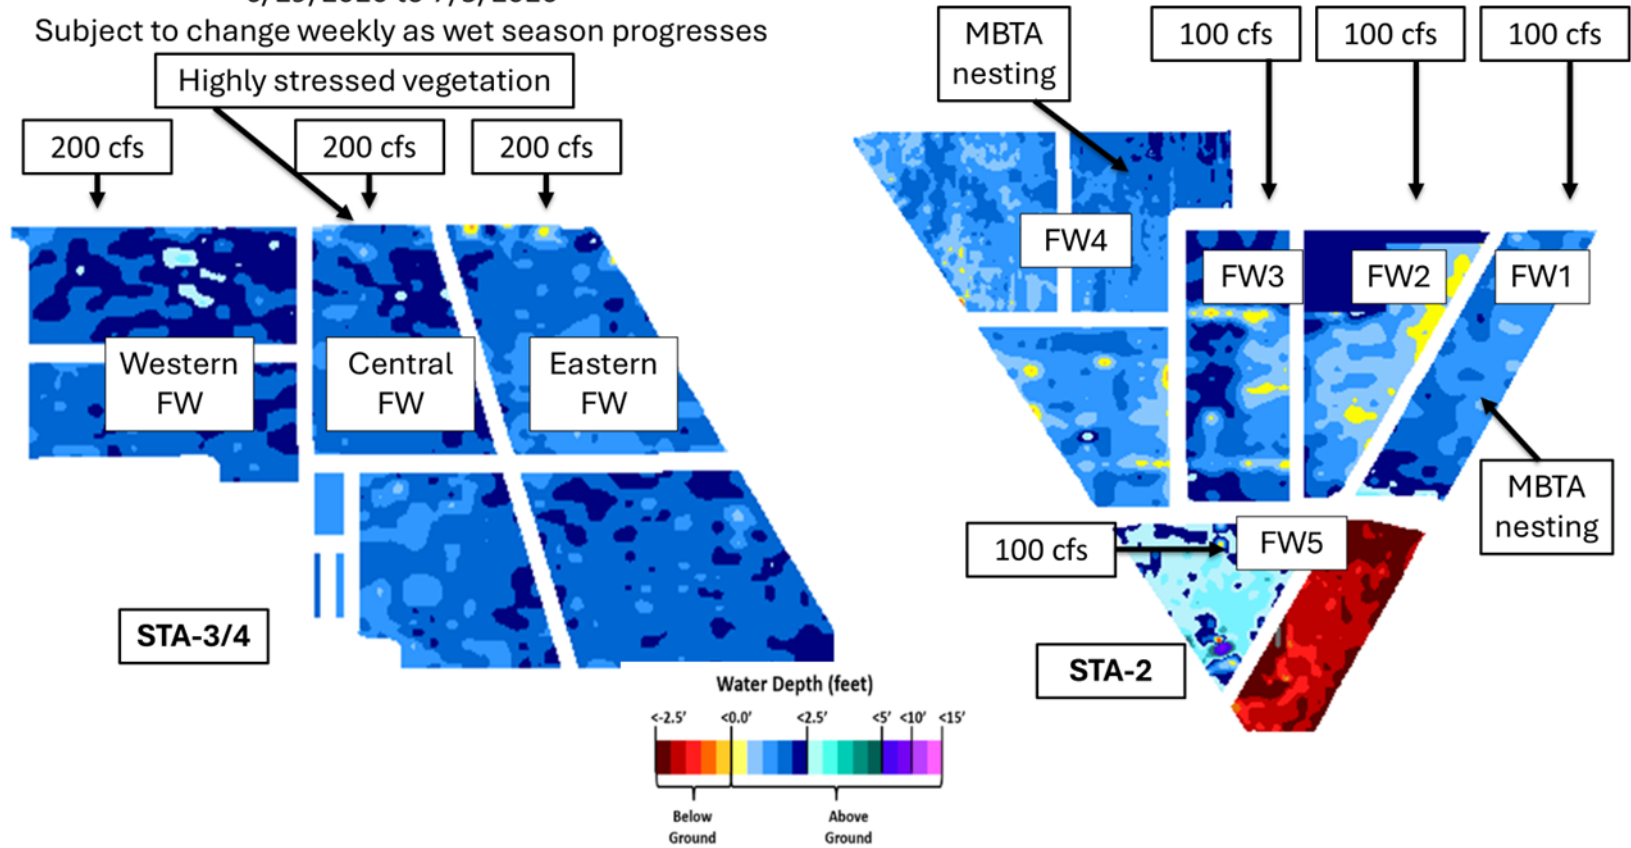 Subject to change weekly as wet season progresses
Highly stressed vegetation
200 cfs
200 cfs
200 cfs
Western
FW
Central
FW
Eastern
FW
STA-3/4
MBTA
nesting
100 cfs
100 cfs
100 cfs
FW4
FW3
FW2
FW1
MBTA
nesting
100 cfs
FW5
STA-2
Water Depth (feet)
<-2.5' <0.0' <2.5' <5' <10' <15'
Below
Ground
Above
Ground